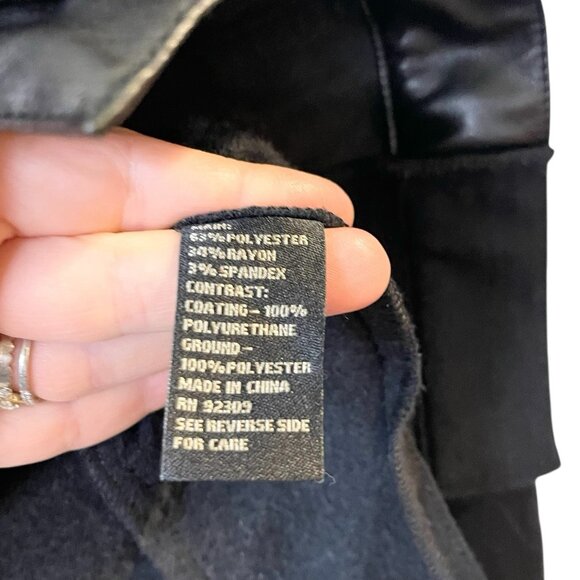 MAIN:
63% POLYESTER
34% RAYON
3% SPANDEX
CONTRAST:
COATING- 100%
POLYURETHANE
GROUND-
100% POLYESTER
MADE IN CHINA
RN 92309
SEE REVERSE SIDE
FOR CARE